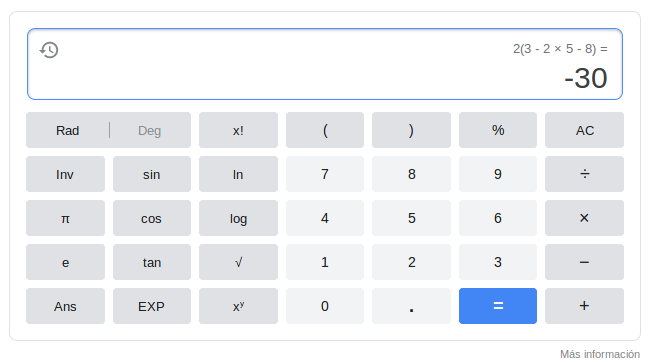 2(3 - 2 × 5 - 8) =
-30
Rad Deg x! ( ) % AC
Inv sin ln 7 8 9 ÷
π cos log 4 5 6 ×
e tan √ 1 2 3 −
Ans EXP xʸ 0 . = +
Más información